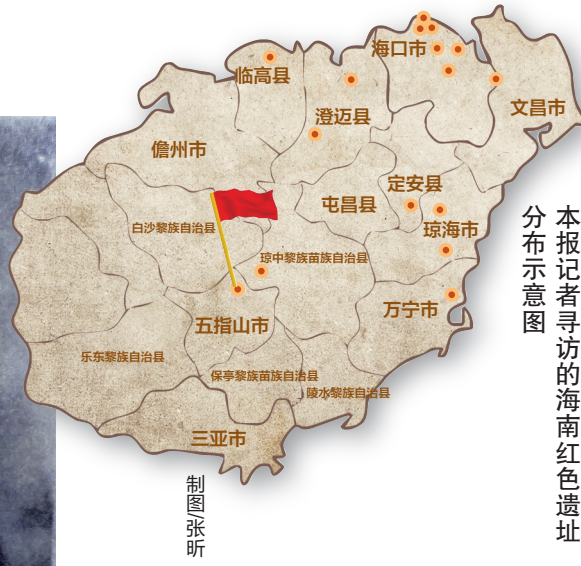 海口市
临高县
文昌市
澄迈县
儋州市
定安县
屯昌县
白沙黎族自治县
琼海市
琼中黎族苗族自治县
万宁市
五指山市
乐东黎族自治县
保亭黎族苗族自治县
陵水黎族自治县
三亚市
本报记者寻访的海南红色遗址
分布示意图
制图/张昕